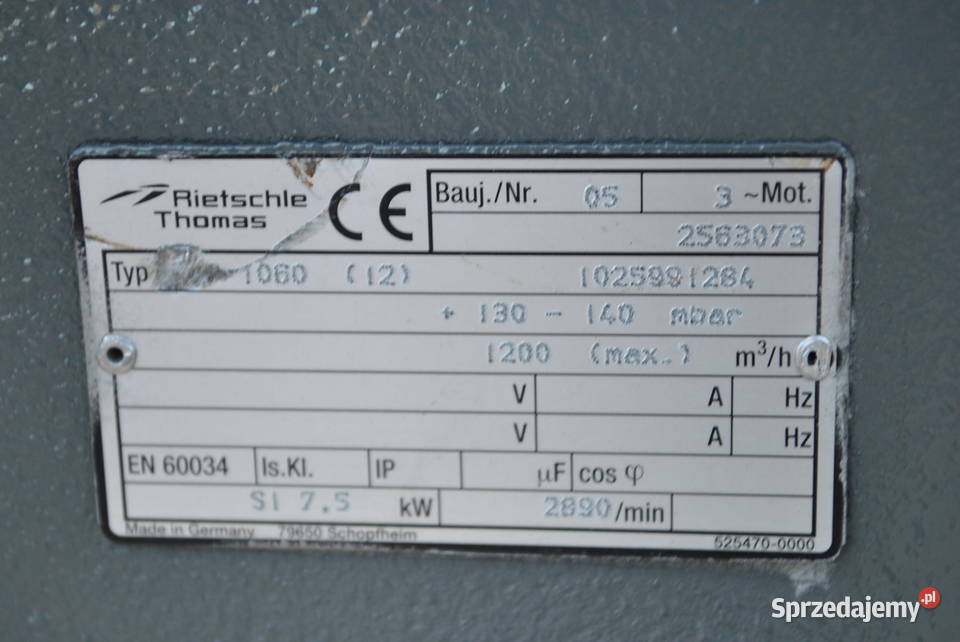 Rietschle
Thomas
CE
Bauj./Nr. 05 3 ~Mot.
2563073
Typ 1060 (12) 1025991284
+ 130 - 140 mbar
1200 (max.) m³/h
V A Hz
V A Hz
EN 60034 Is.Kl. IP µF cos φ
S1 7,5 kW 2890/min
Made in Germany 79650 Schopfheim 525470-0000
Sprzedajemy.pl